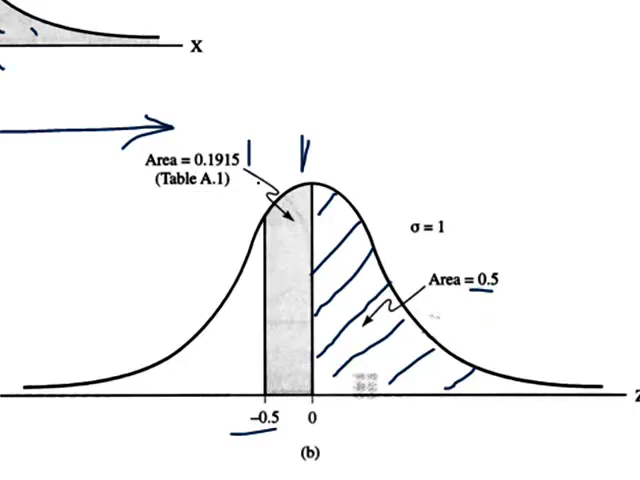 X
Area = 0.1915
(Table A.1)
σ = 1
Area = 0.5
-0.5 0
Z
(b)